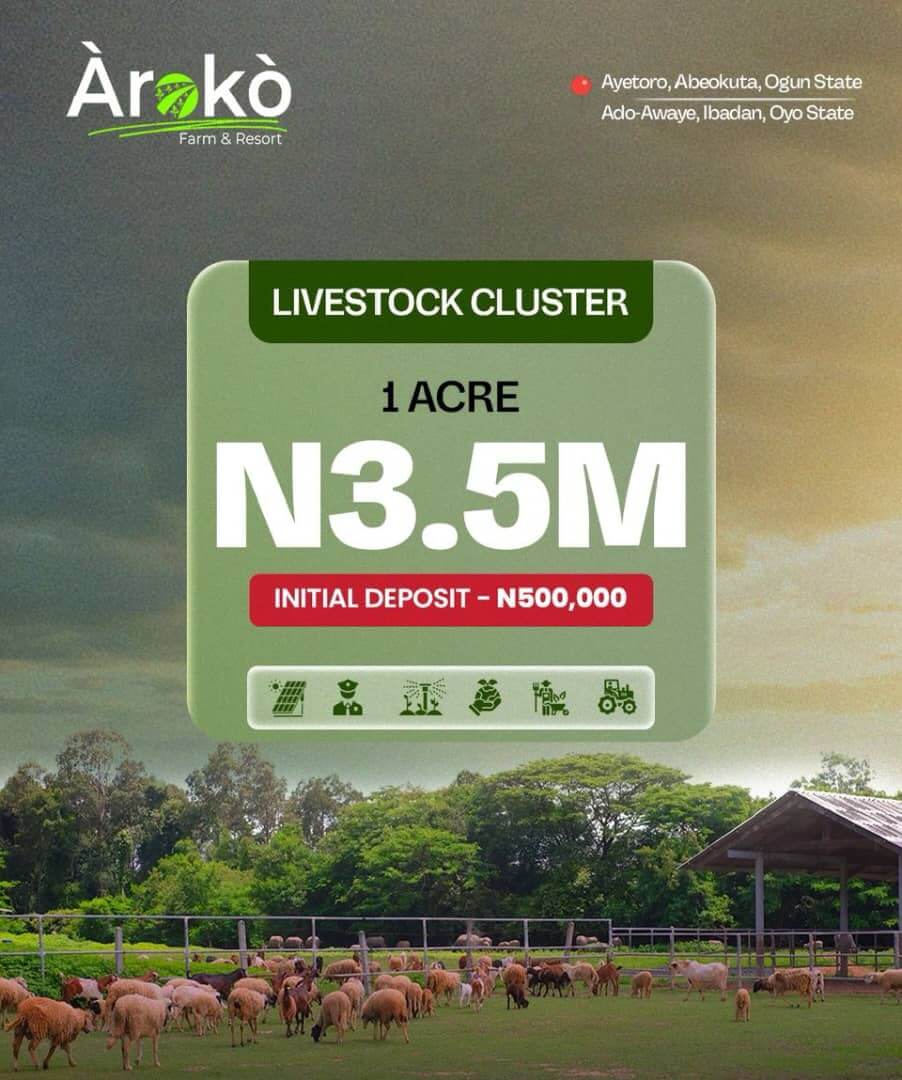 Àrokò
Farm & Resort
Ayetoro, Abeokuta, Ogun State
Ado-Awaye, Ibadan, Oyo State
LIVESTOCK CLUSTER
1 ACRE
N3.5M
INITIAL DEPOSIT - N500,000